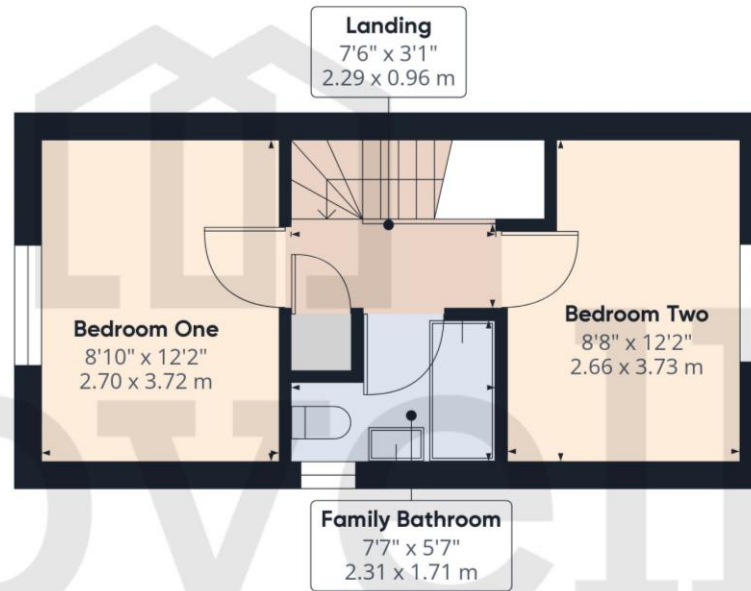 Landing
7'6" x 3'1"
2.29 x 0.96 m
Bedroom One
8'10" x 12'2"
2.70 x 3.72 m
Bedroom Two
8'8" x 12'2"
2.66 x 3.73 m
Family Bathroom
7'7" x 5'7"
2.31 x 1.71 m